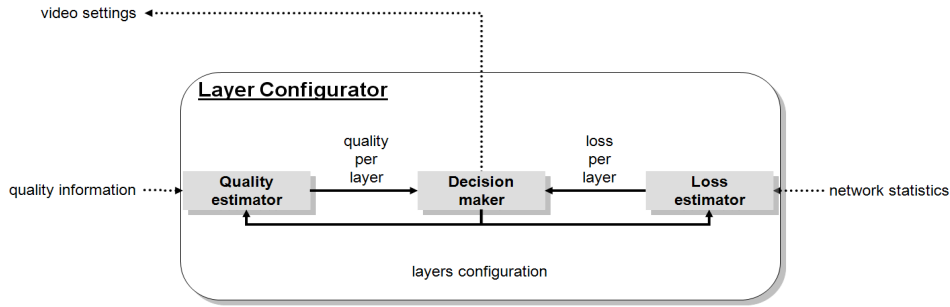 video settings
Layer Configurator
quality
per
layer
loss
per
layer
quality information
Quality
estimator
Decision
maker
Loss
estimator
network statistics
layers configuration